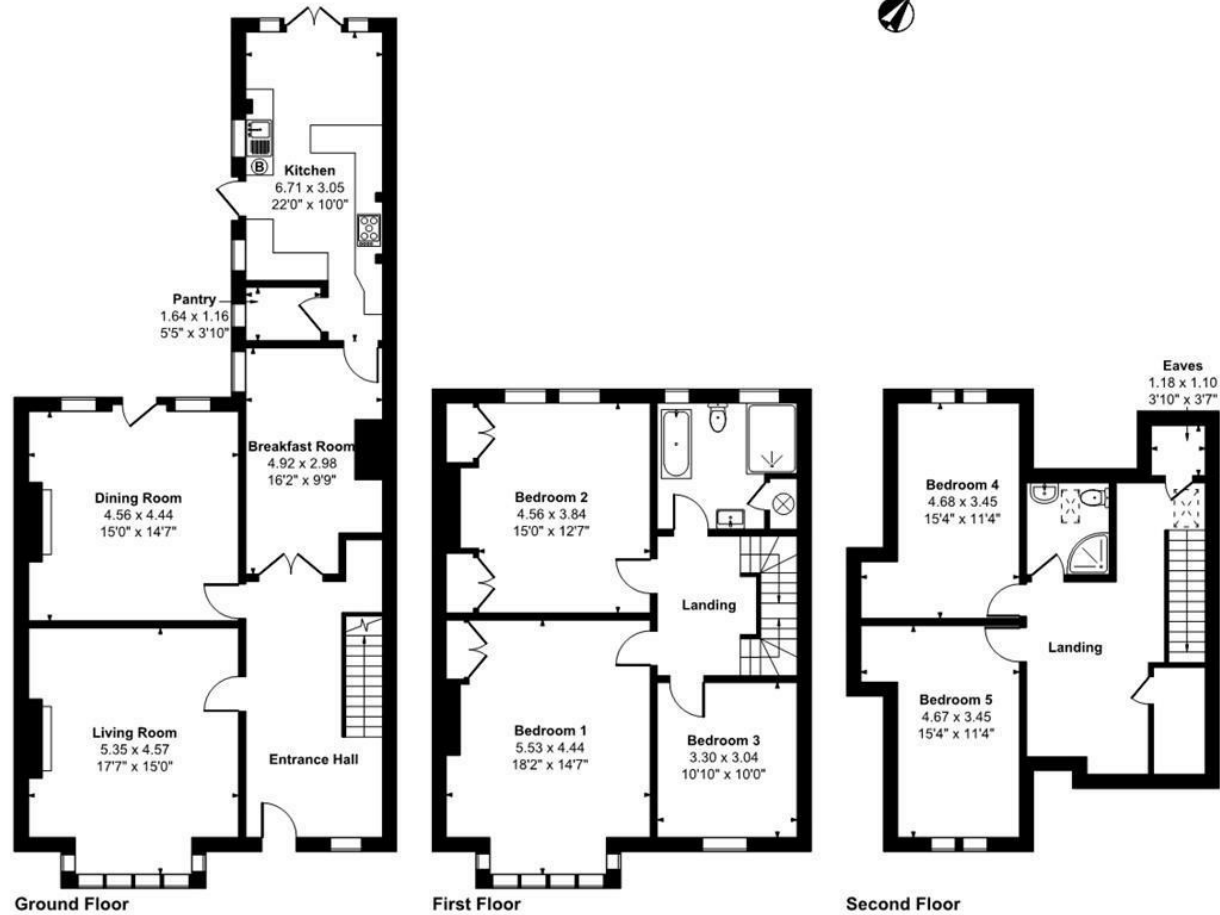 B
Kitchen
6.71 x 3.05
22'0" x 10'0"
Pantry
1.64 x 1.16
5'5" x 3'10"
Breakfast Room
4.92 x 2.98
16'2" x 9'9"
Dining Room
4.56 x 4.44
15'0" x 14'7"
Living Room
5.35 x 4.57
17'7" x 15'0"
Entrance Hall
Ground Floor
Bedroom 2
4.56 x 3.84
15'0" x 12'7"
Landing
Bedroom 1
5.53 x 4.44
18'2" x 14'7"
Bedroom 3
3.30 x 3.04
10'10" x 10'0"
First Floor
Eaves
1.18 x 1.10
3'10" x 3'7"
Bedroom 4
4.68 x 3.45
15'4" x 11'4"
Landing
Bedroom 5
4.67 x 3.45
15'4" x 11'4"
Second Floor